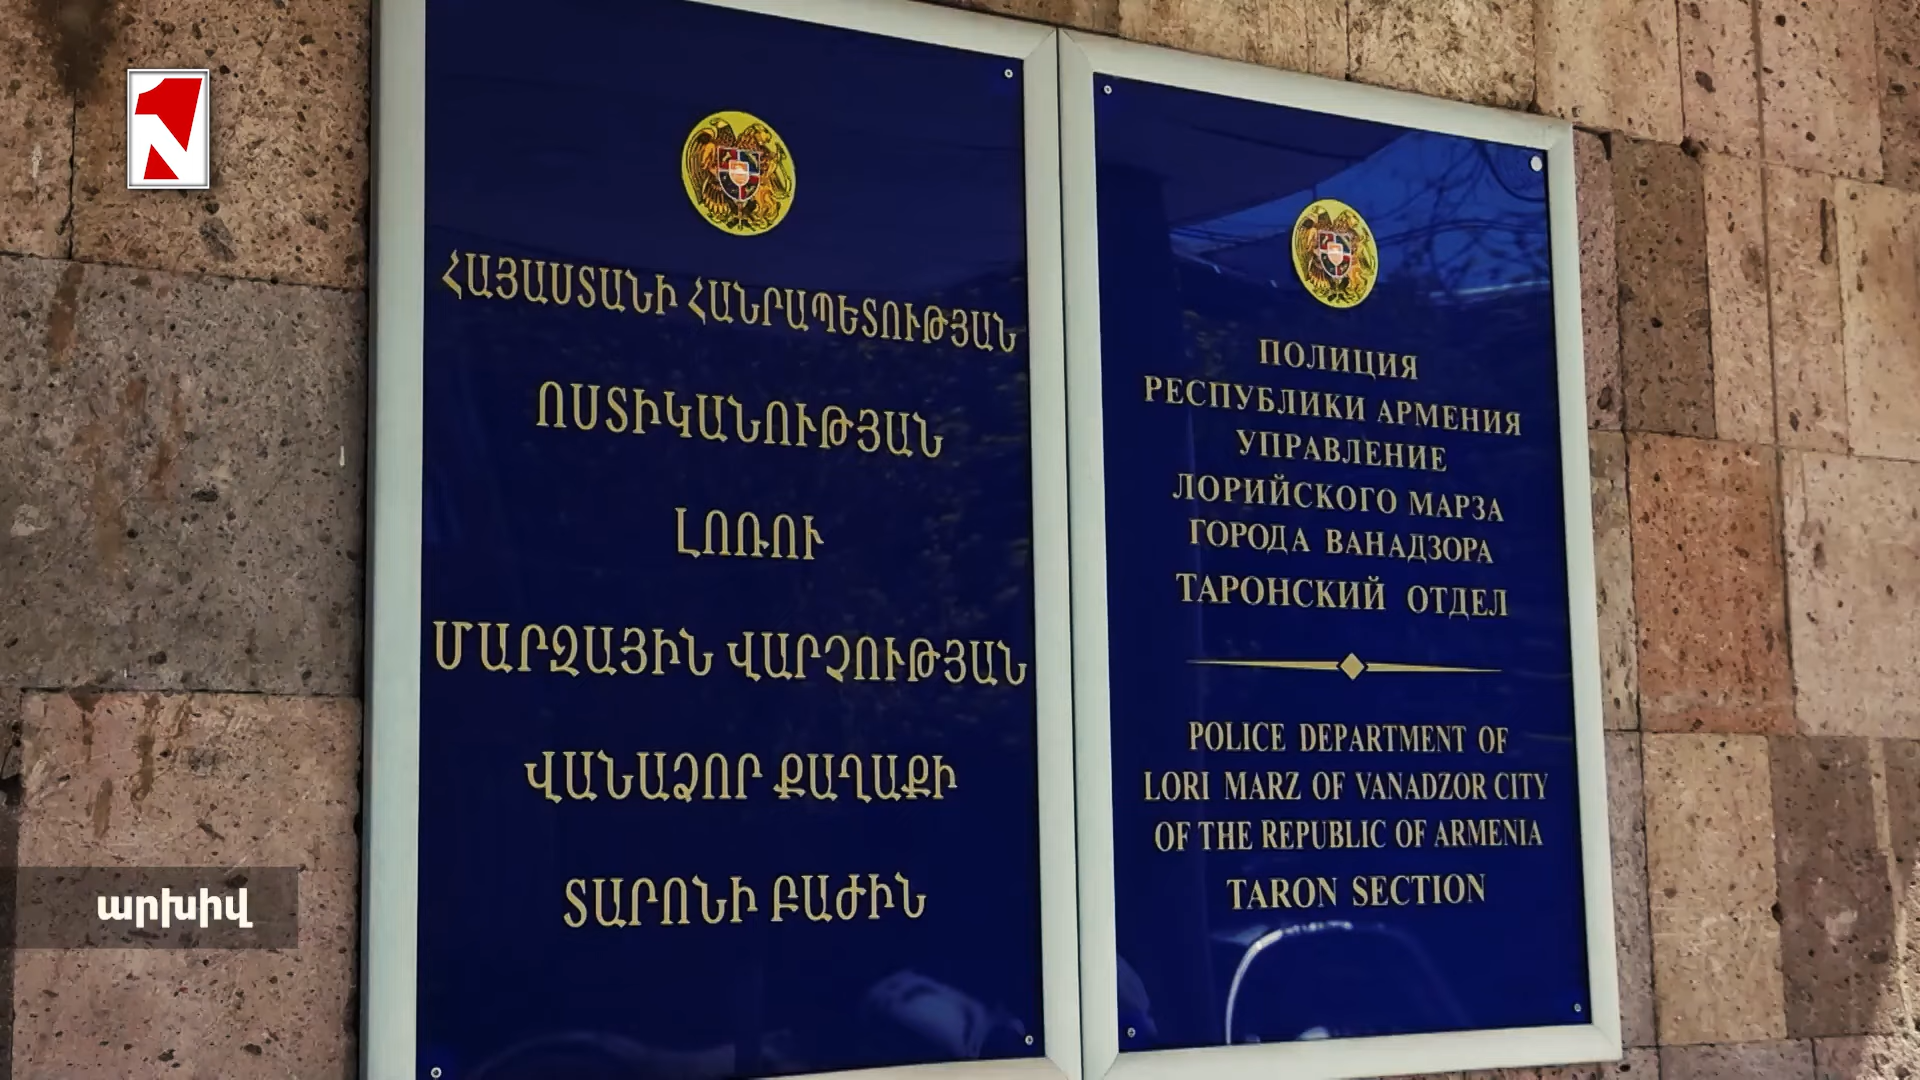 ՀԱՅԱՍՏԱՆԻ ՀԱՆՐԱՊԵՏՈՒԹՅԱՆ
ՈՍՏԻԿԱՆՈՒԹՅԱՆ
ԼՈՌՈՒ
ՄԱՐԶԱՅԻՆ ՎԱՐՉՈՒԹՅԱՆ
ՎԱՆԱՁՈՐ ՔԱՂԱՔԻ
ՏԱՐՈՆԻ ԲԱԺԻՆ
ПОЛИЦИЯ
РЕСПУБЛИКИ АРМЕНИЯ
УПРАВЛЕНИЕ
ЛОРИЙСКОГО МАРЗА
ГОРОДА ВАНАДЗОРА
ТАРОНСКИЙ ОТДЕЛ
POLICE DEPARTMENT OF
LORI MARZ OF VANADZOR CITY
OF THE REPUBLIC OF ARMENIA
TARON SECTION
արխիվ